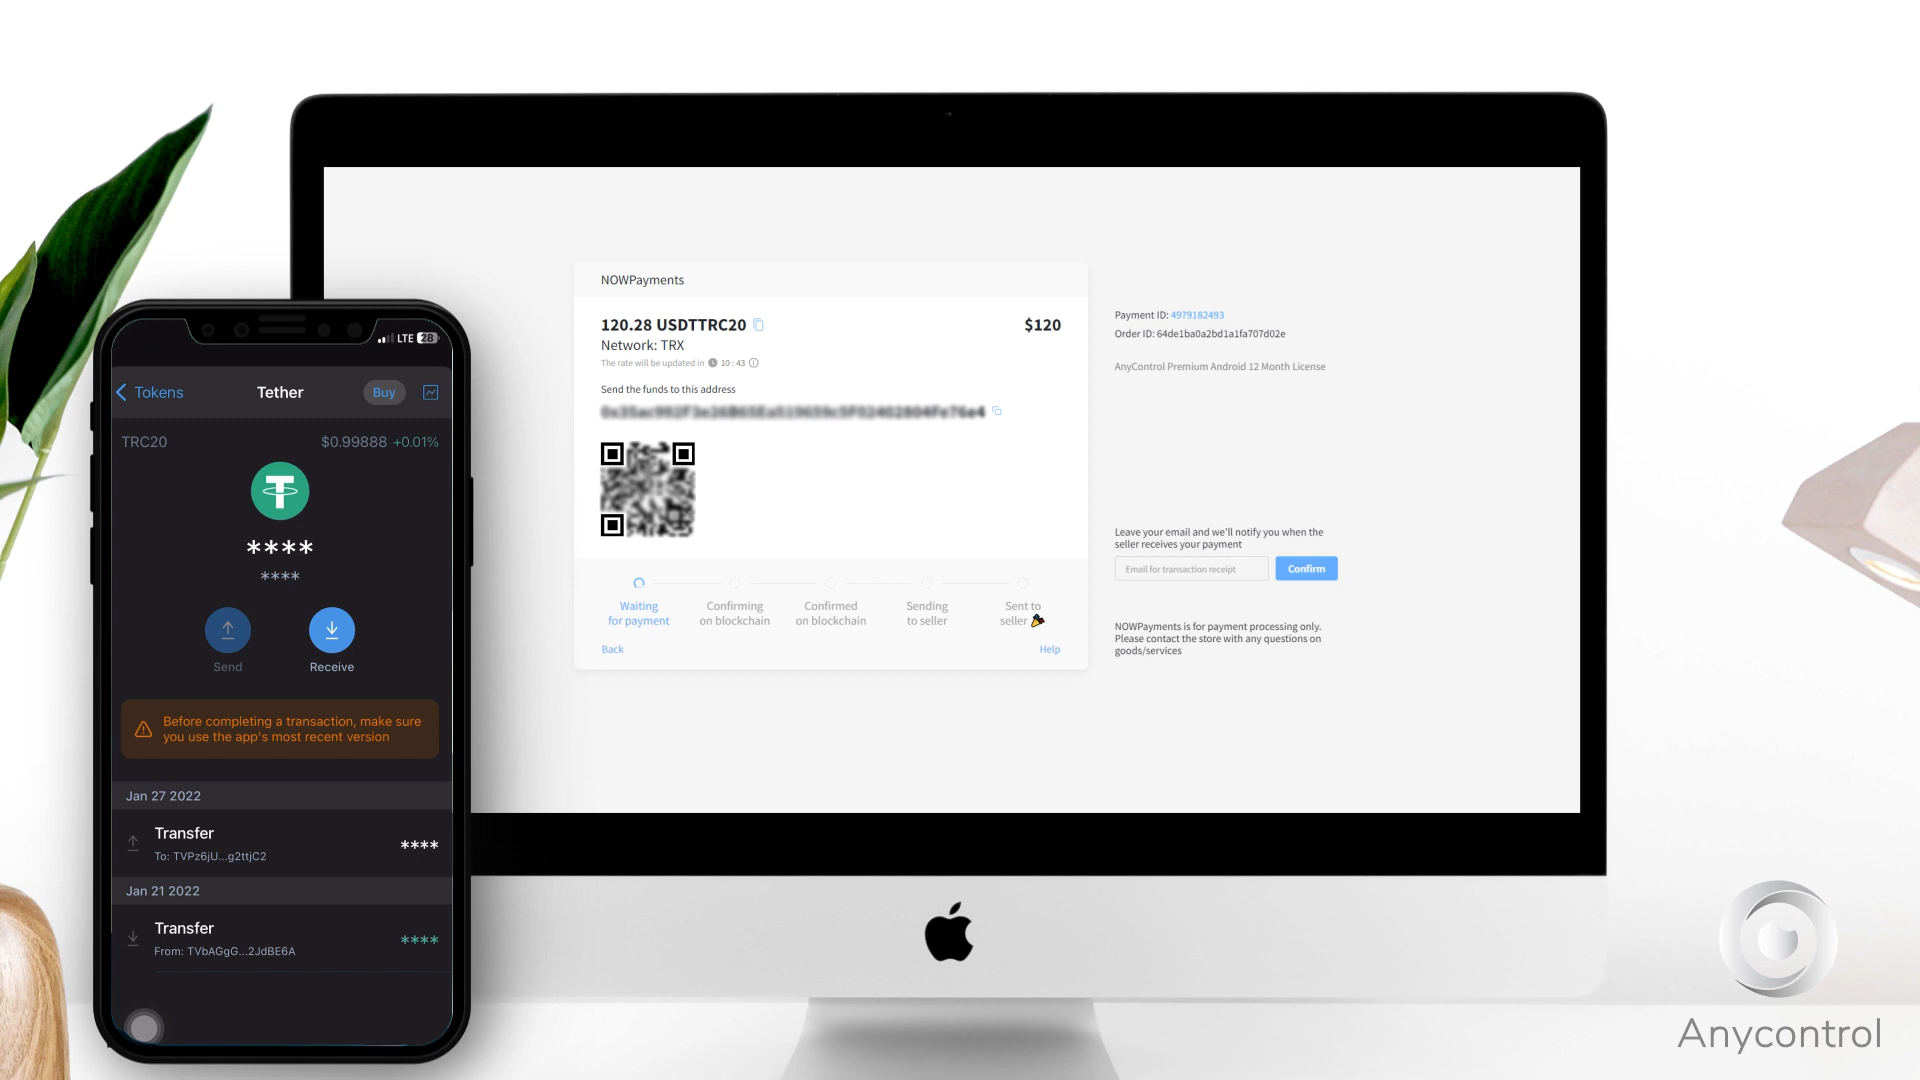 LTE 28
Tokens
Tether
Buy
TRC20
$0.99888 +0.01%
****
****
Send
Receive
Before completing a transaction, make sure
you use the app's most recent version
Jan 27 2022
Transfer
****
To: TVPz6jU...g2ttjC2
Jan 21 2022
Transfer
****
From: TVbAGgG...2JdBE6A
NOWPayments
120.28 USDTTRC20
$120
Network: TRX
The rate will be updated in 10 : 43
Send the funds to this address
Waiting
for payment
Confirming
on blockchain
Confirmed
on blockchain
Sending
to seller
Sent to
seller
Back
Help
Payment ID: 4979182493
Order ID: 64de1ba0a2bd1a1fa707d02e
AnyControl Premium Android 12 Month License
Leave your email and we'll notify you when the
seller receives your payment
Email for transaction receipt
Confirm
NOWPayments is for payment processing only.
Please contact the store with any questions on
goods/services
Anycontrol